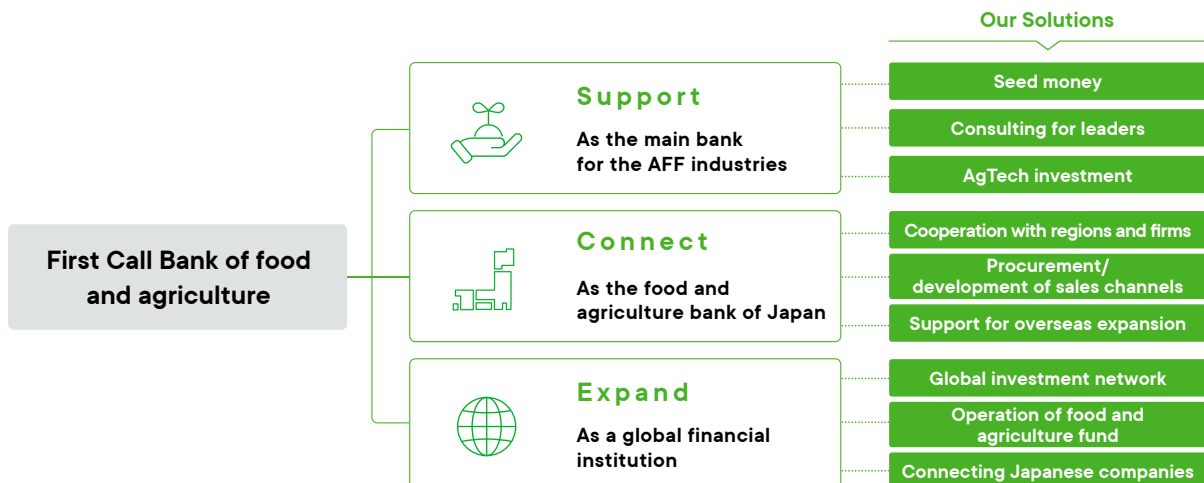 Our Solutions
First Call Bank of food
and agriculture
Support
As the main bank
for the AFF industries
Seed money
Consulting for leaders
AgTech investment
Connect
As the food and
agriculture bank of Japan
Cooperation with regions and firms
Procurement/
development of sales channels
Support for overseas expansion
Expand
As a global financial
institution
Global investment network
Operation of food and
agriculture fund
Connecting Japanese companies